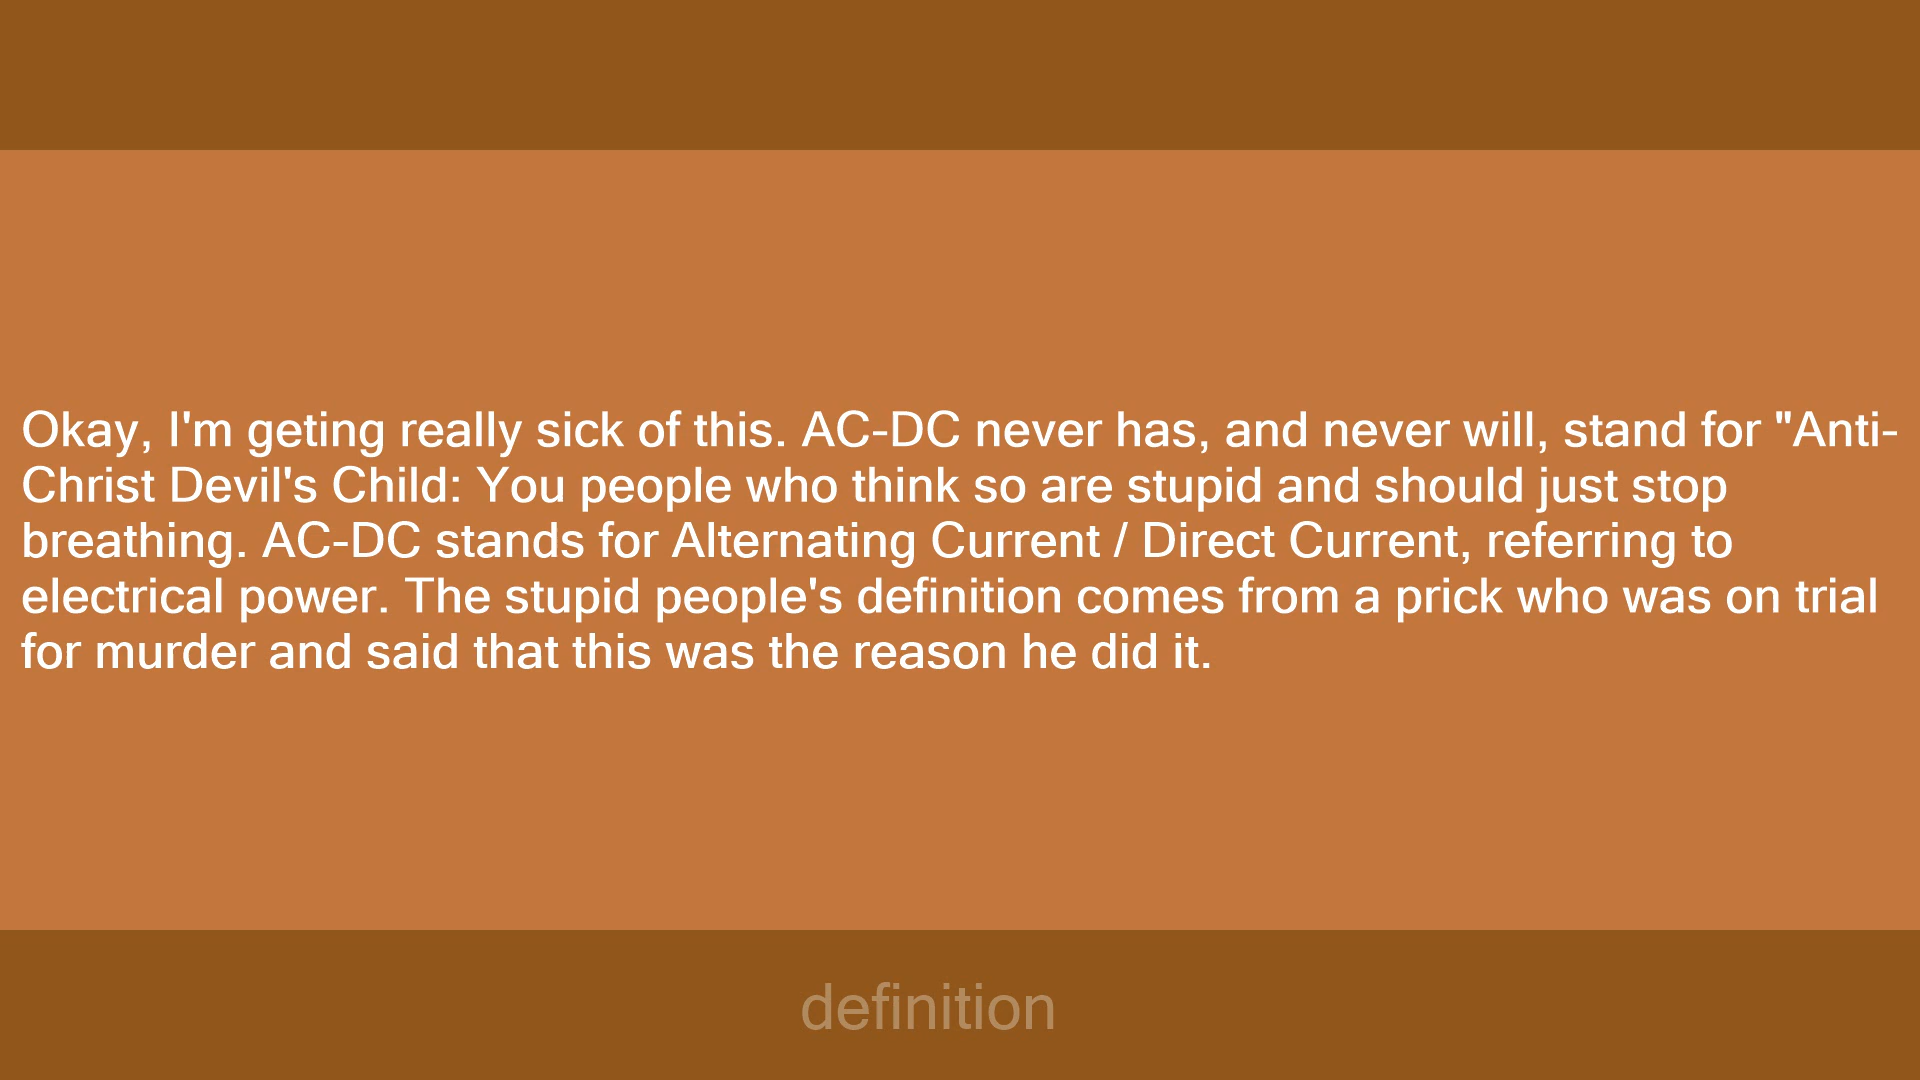 Okay, I'm geting really sick of this. AC-DC never has, and never will, stand for "Anti-
Christ Devil's Child: You people who think so are stupid and should just stop
breathing. AC-DC stands for Alternating Current / Direct Current, referring to
electrical power. The stupid people's definition comes from a prick who was on trial
for murder and said that this was the reason he did it.
definition